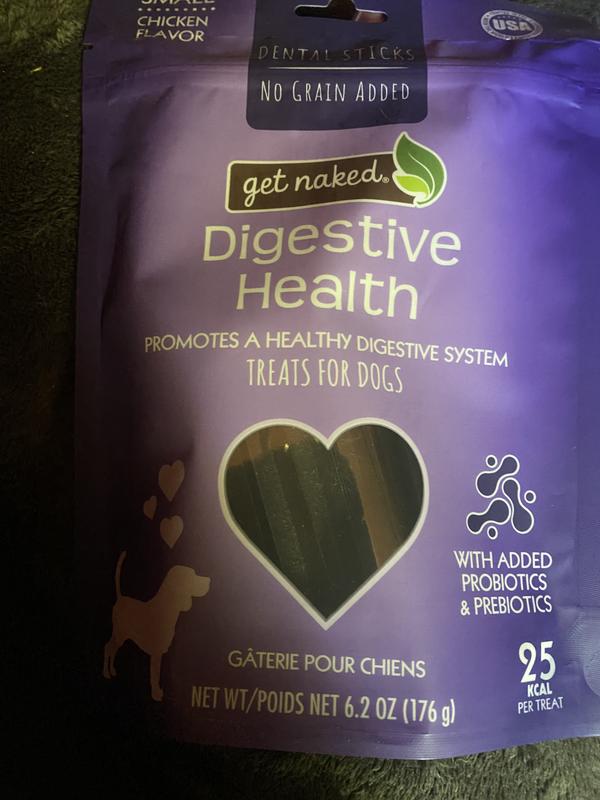 SMALL
CHICKEN
FLAVOR
USA
DENTAL STICKS
NO GRAIN ADDED
get naked®
Digestive
Health
PROMOTES A HEALTHY DIGESTIVE SYSTEM
TREATS FOR DOGS
WITH ADDED
PROBIOTICS
& PREBIOTICS
GÂTERIE POUR CHIENS
25
KCAL
PER TREAT
NET WT/POIDS NET 6.2 OZ (176 g)